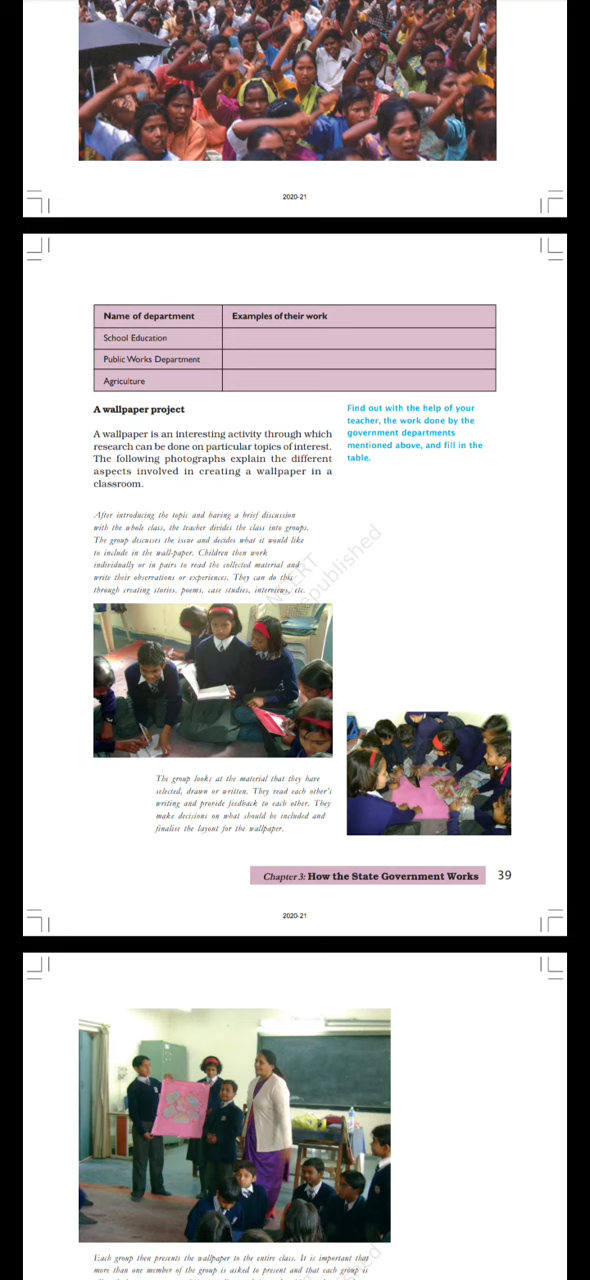 2020-21
Name of department Examples of their work
School Education
Public Works Department
Agriculture
A wallpaper project
A wallpaper is an interesting activity through which
research can be done on particular topics of interest.
The following photographs explain the different
aspects involved in creating a wallpaper in a
classroom.
Find out with the help of your
teacher, the work done by the
government departments
mentioned above, and fill in the
table.
After introducing the topic and having a brief discussion
with the whole class, the teacher divides the class into groups.
The group discusses the issue and decides what it would like
to include in the wall-paper. Children then work
individually or in pairs to read the collected material and
write their observations or experiences. They can do this
through creating stories, poems, case studies, interviews, etc.
NCERT
republished
The group looks at the material that they have
selected, drawn or written. They read each other's
writing and provide feedback to each other. They
make decisions on what should be included and
finalise the layout for the wallpaper.
Chapter 3: How the State Government Works 39
2020-21
Each group then presents the wallpaper to the entire class. It is important that
more than one member of the group is asked to present and that each group is